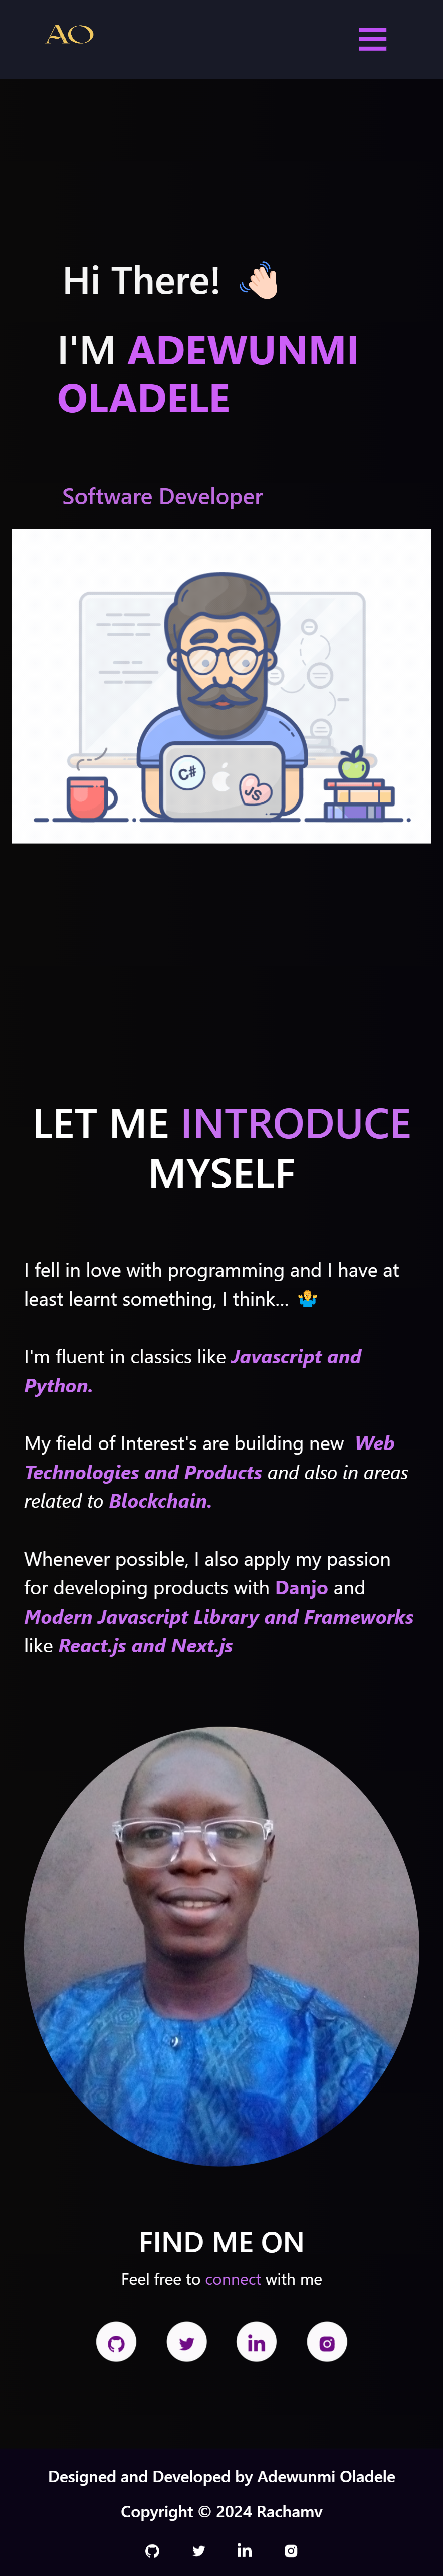 AO
Hi There! 👋🏻
I'M ADEWUNMI
OLADELE
Software Developer
C#
JS
LET ME INTRODUCE
MYSELF
I fell in love with programming and I have at
least learnt something, I think... 🤷‍♂️
I'm fluent in classics like Javascript and
Python.
My field of Interest's are building new Web
Technologies and Products and also in areas
related to Blockchain.
Whenever possible, I also apply my passion
for developing products with Danjo and
Modern Javascript Library and Frameworks
like React.js and Next.js
FIND ME ON
Feel free to connect with me
in
Designed and Developed by Adewunmi Oladele
Copyright © 2024 Rachamv
in